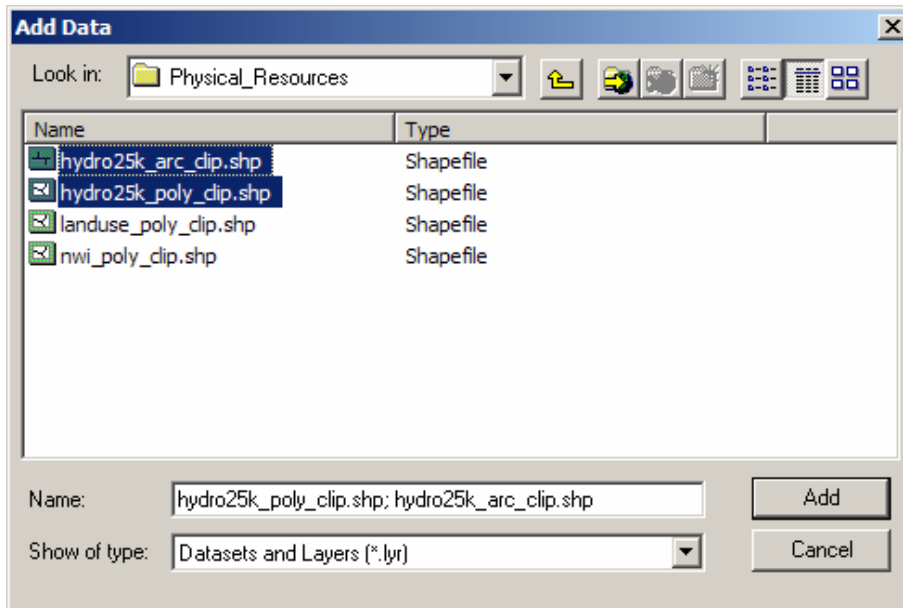 Add Data
Look in: Physical_Resources
Name Type
hydro25k_arc_clip.shp Shapefile
hydro25k_poly_clip.shp Shapefile
landuse_poly_clip.shp Shapefile
nwi_poly_clip.shp Shapefile
Name: hydro25k_poly_clip.shp; hydro25k_arc_clip.shp Add
Show of type: Datasets and Layers (*.lyr) Cancel